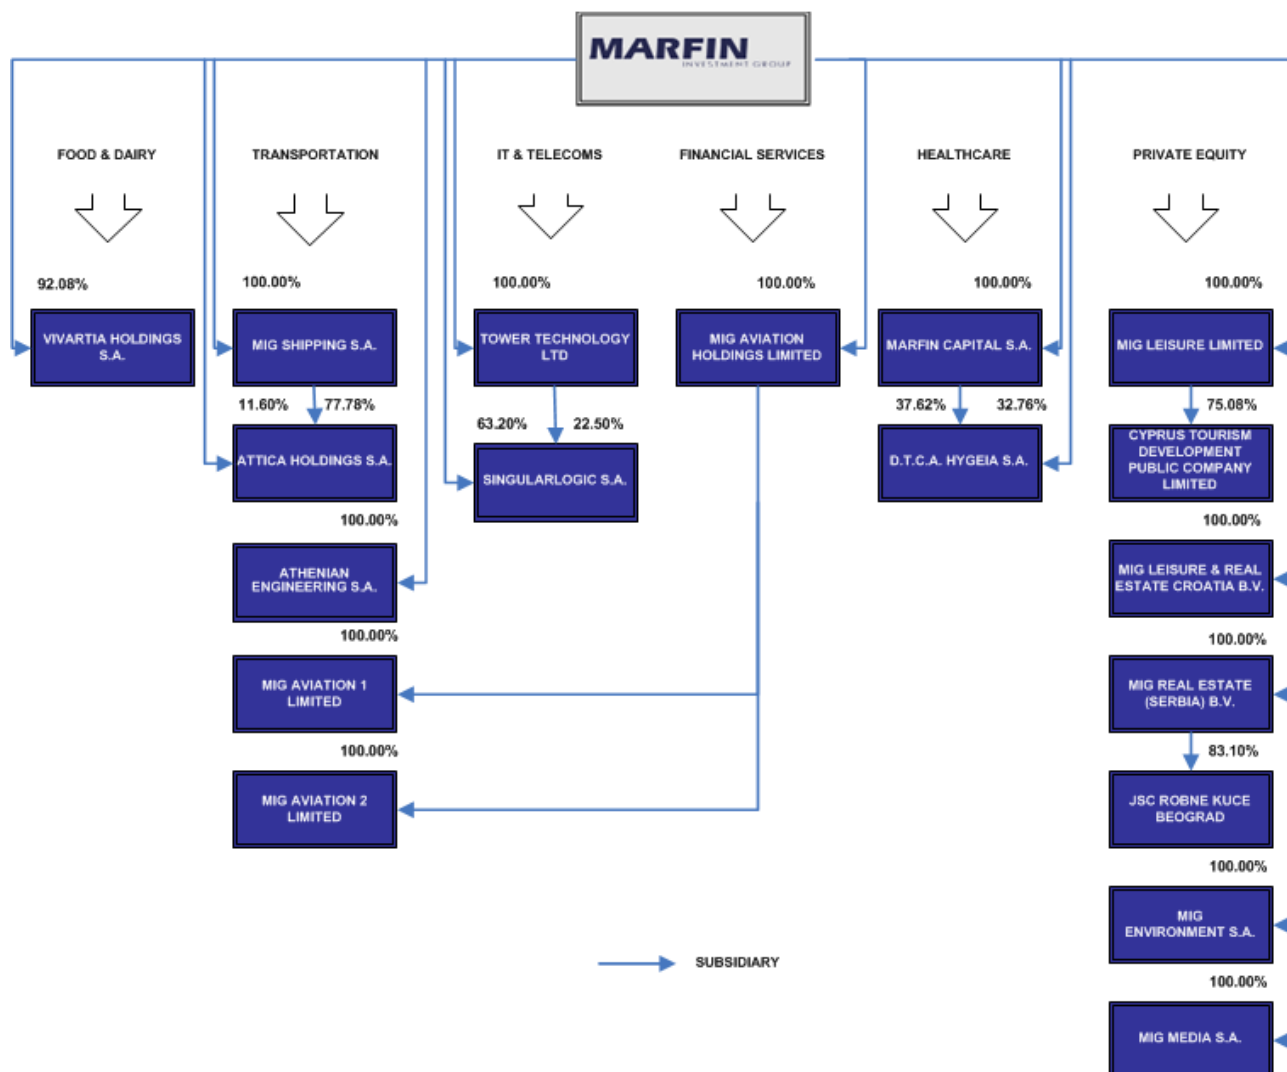 MARFIN
INVESTMENT GROUP
FOOD & DAIRY
TRANSPORTATION
IT & TELECOMS
FINANCIAL SERVICES
HEALTHCARE
PRIVATE EQUITY
92.08%
100.00%
100.00%
100.00%
100.00%
100.00%
VIVARTIA HOLDINGS
S.A.
MIG SHIPPING S.A.
TOWER TECHNOLOGY
LTD
MIG AVIATION
HOLDINGS LIMITED
MARFIN CAPITAL S.A.
MIG LEISURE LIMITED
11.60%
77.78%
63.20%
22.50%
37.62%
32.76%
75.08%
ATTICA HOLDINGS S.A.
SINGULARLOGIC S.A.
D.T.C.A. HYGEIA S.A.
CYPRUS TOURISM
DEVELOPMENT
PUBLIC COMPANY
LIMITED
100.00%
100.00%
ATHENIAN
ENGINEERING S.A.
MIG LEISURE & REAL
ESTATE CROATIA B.V.
100.00%
100.00%
MIG AVIATION 1
LIMITED
MIG REAL ESTATE
(SERBIA) B.V.
100.00%
83.10%
MIG AVIATION 2
LIMITED
JSC ROBNE KUCE
BEOGRAD
100.00%
MIG
ENVIRONMENT S.A.
SUBSIDIARY
100.00%
MIG MEDIA S.A.